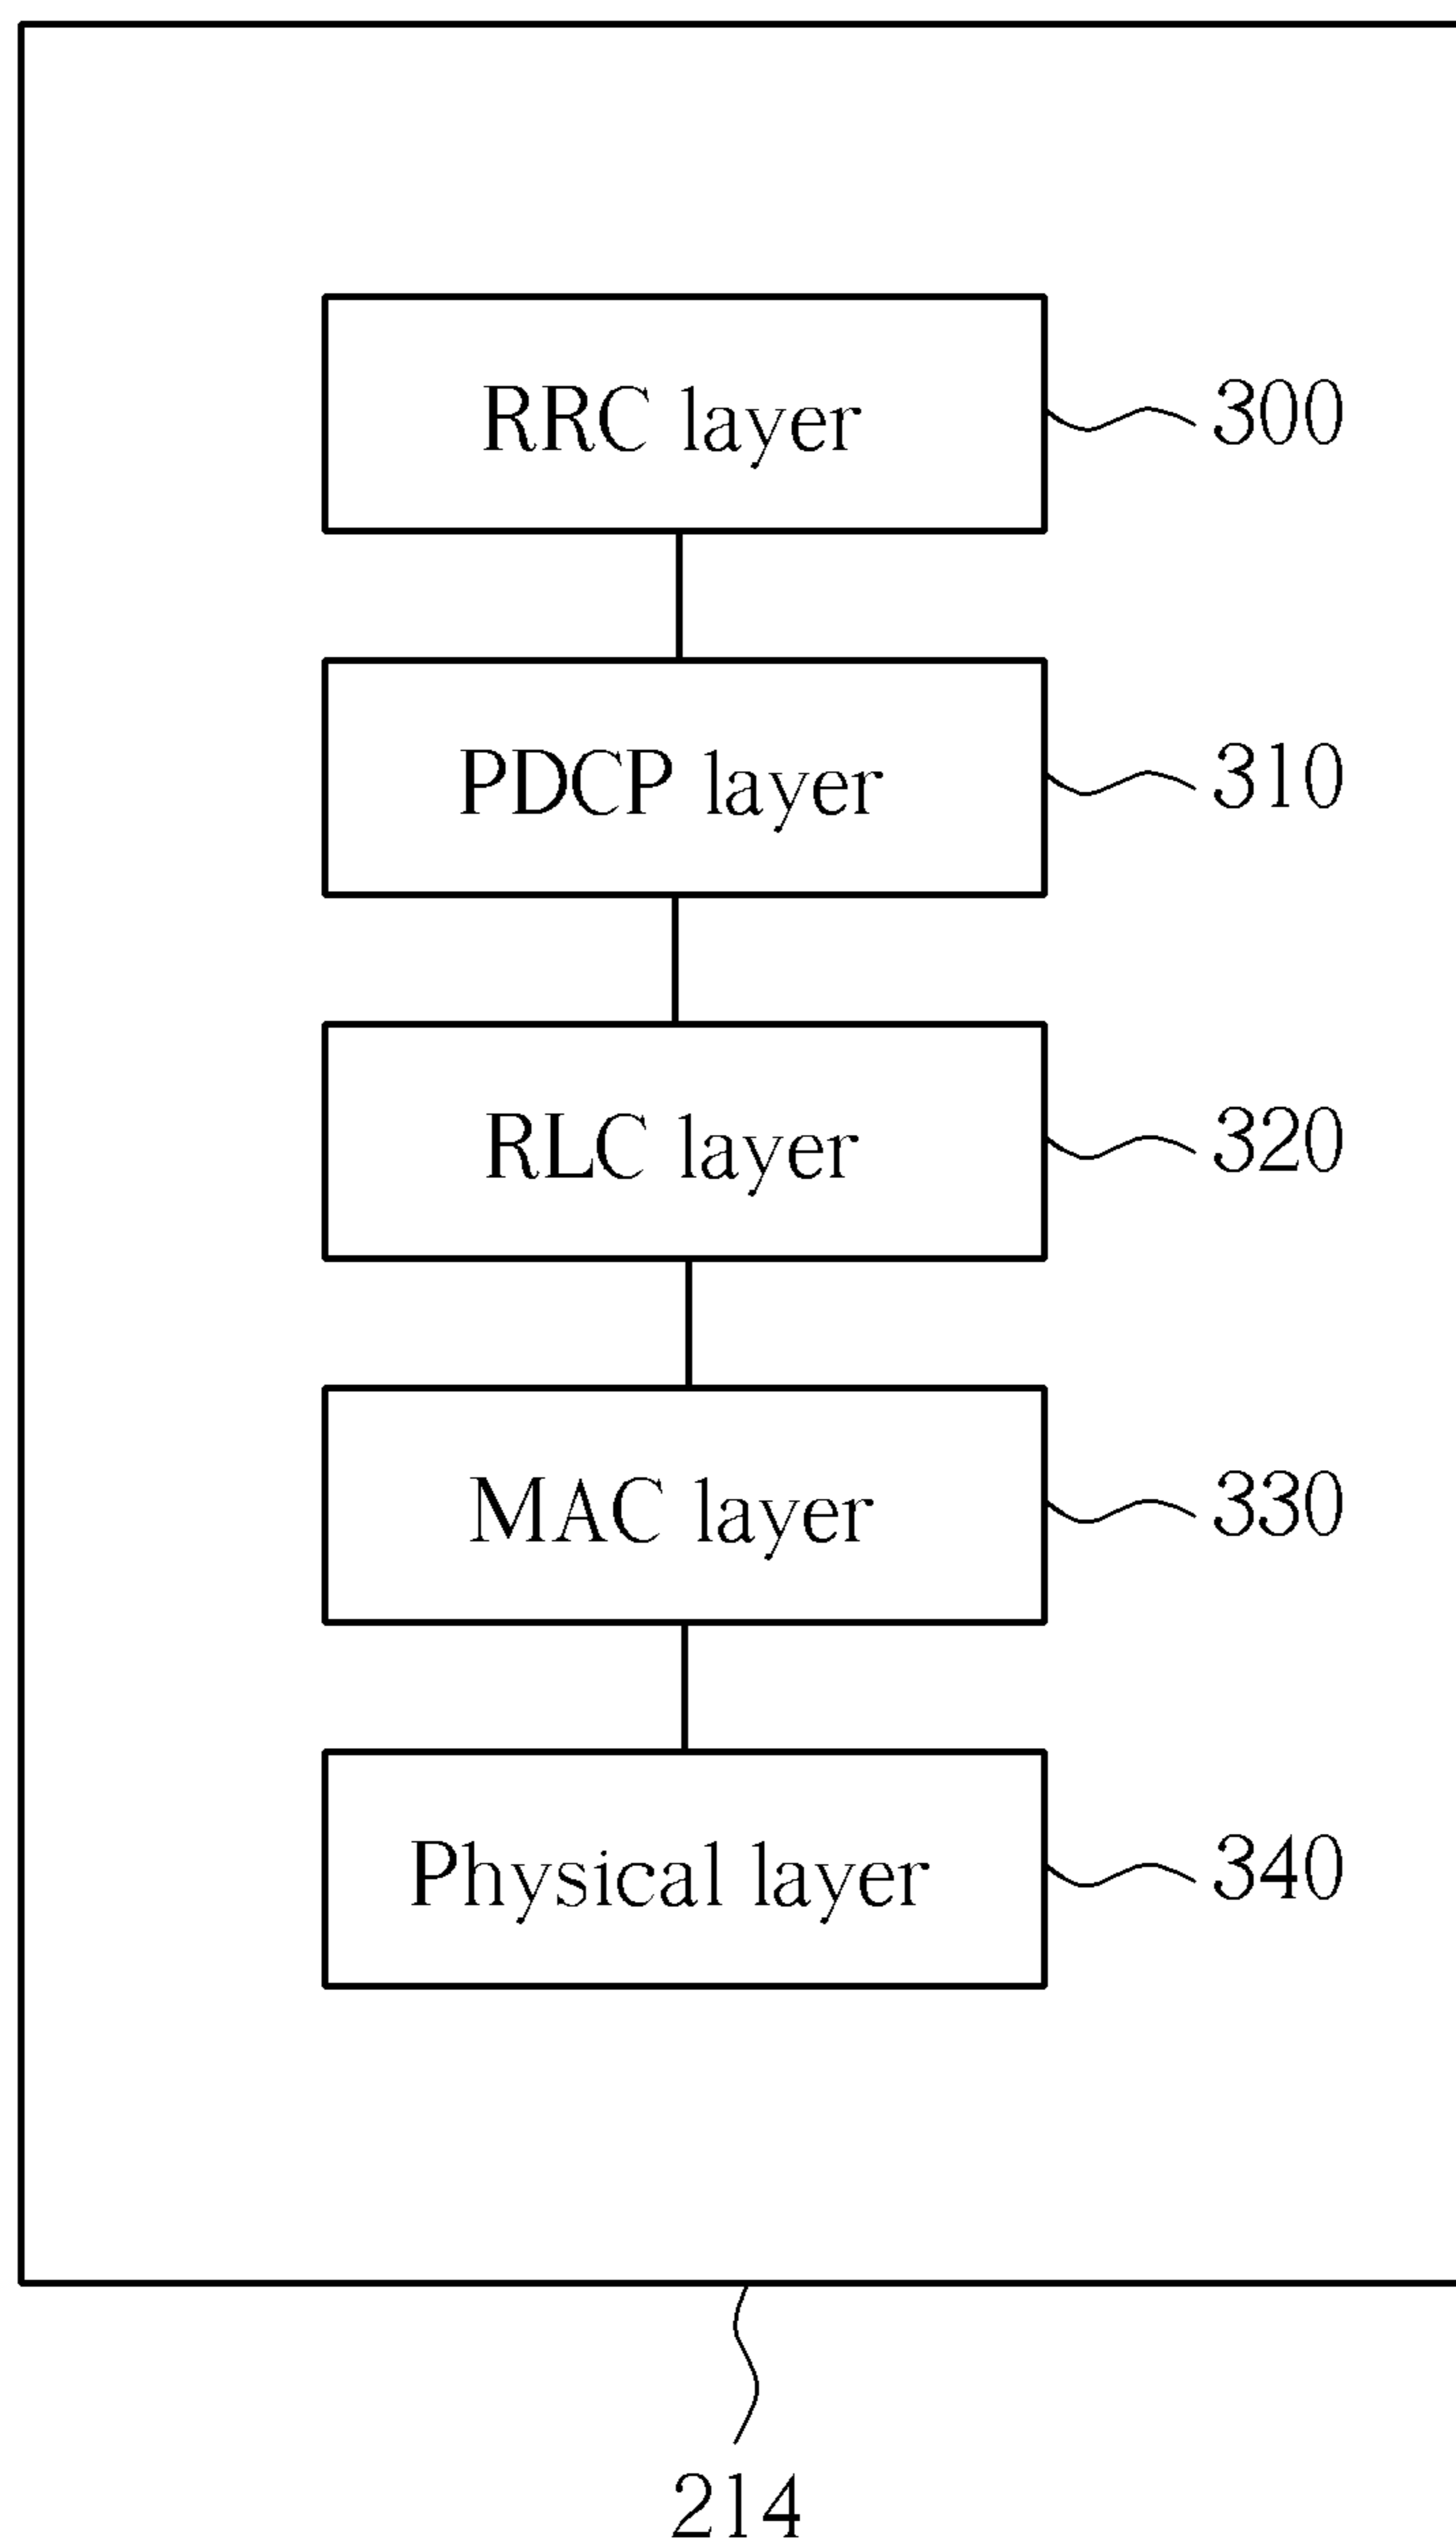 RRC layer 300
PDCP layer 310
RLC layer 320
MAC layer 330
Physical layer 340
214